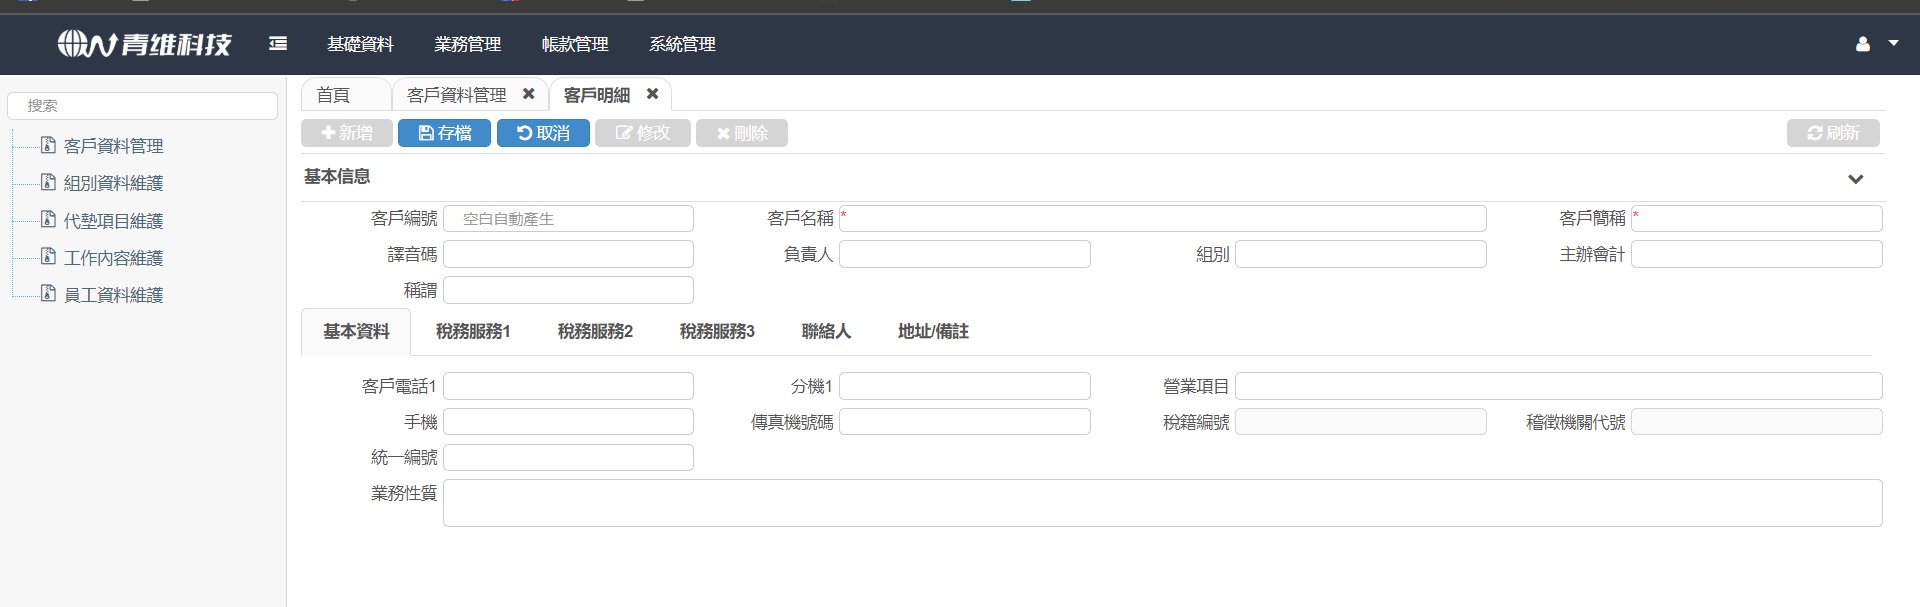 青维科技 基礎資料 業務管理 帳款管理 系統管理
搜索
客戶資料管理
組別資料維護
代墊項目維護
工作內容維護
員工資料維護
首頁 客戶資料管理 客戶明細
新增 存檔 取消 修改 刪除 刷新
基本信息
客戶編號 空白自動產生 客戶名稱 * 客戶簡稱 *
譯音碼 負責人 組別 主辦會計
稱謂
基本資料 稅務服務1 稅務服務2 稅務服務3 聯絡人 地址/備註
客戶電話1 分機1 營業項目
手機 傳真機號碼 稅籍編號 稽徵機關代號
統一編號
業務性質